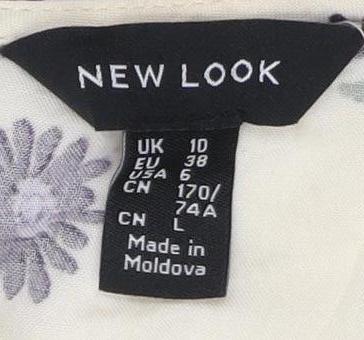 NEW LOOK
UK 10
EU 38
USA 6
CN 170/
74A
CN L
Made in
Moldova